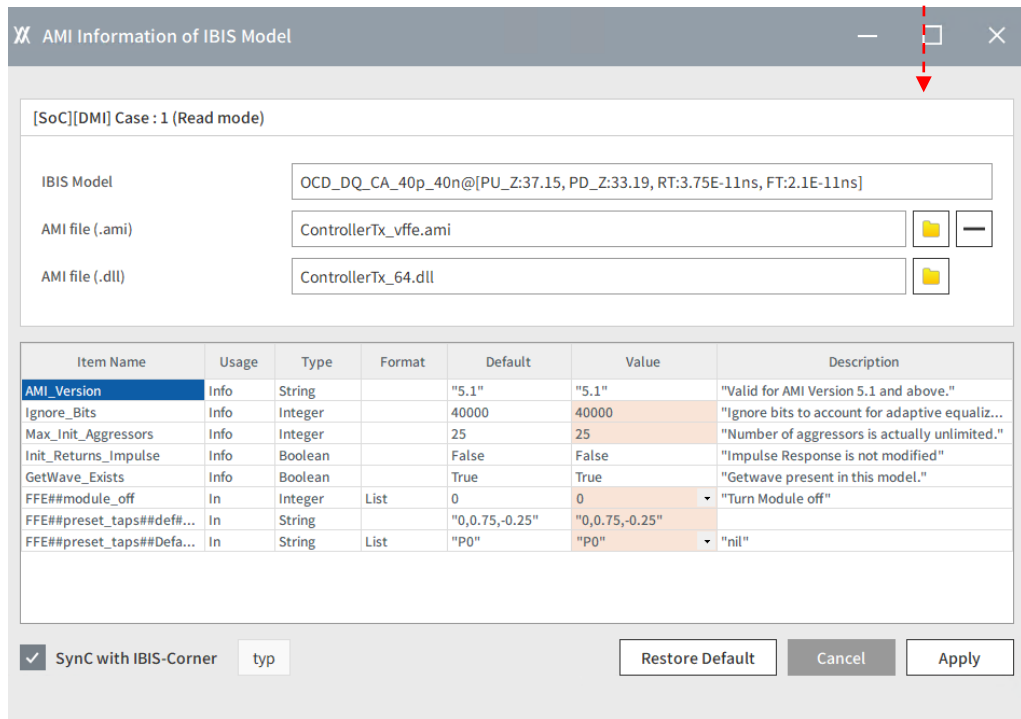 AMI Information of IBIS Model
[SoC][DMI] Case : 1 (Read mode)
IBIS Model OCD_DQ_CA_40p_40n@[PU_Z:37.15, PD_Z:33.19, RT:3.75E-11ns, FT:2.1E-11ns]
AMI file (.ami) ControllerTx_vffe.ami
AMI file (.dll) ControllerTx_64.dll
Item Name Usage Type Format Default Value Description
AMI_Version Info String "5.1" "5.1" "Valid for AMI Version 5.1 and above."
Ignore_Bits Info Integer 40000 40000 "Ignore bits to account for adaptive equaliz...
Max_Init_Aggressors Info Integer 25 25 "Number of aggressors is actually unlimited."
Init_Returns_Impulse Info Boolean False False "Impulse Response is not modified"
GetWave_Exists Info Boolean True True "Getwave present in this model."
FFE##module_off In Integer List 0 0 "Turn Module off"
FFE##preset_taps##def#... In String "0,0.75,-0.25" "0,0.75,-0.25"
FFE##preset_taps##Defa... In String List "P0" "P0" "nil"
SynC with IBIS-Corner typ Restore Default Cancel Apply